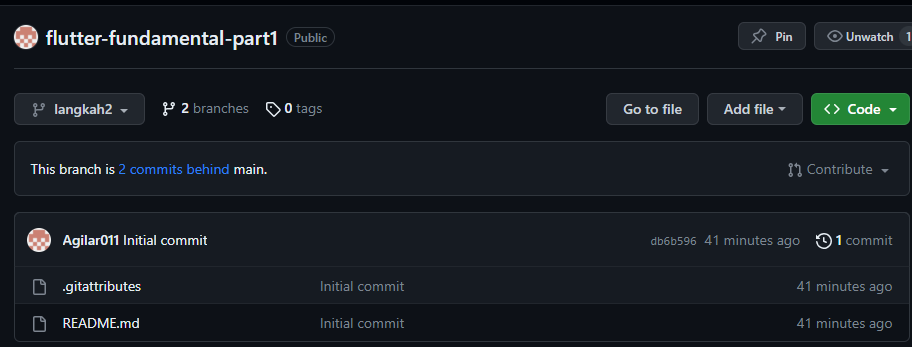 flutter-fundamental-part1 Public Pin Unwatch 1
langkah2 2 branches 0 tags Go to file Add file Code
This branch is 2 commits behind main. Contribute
Agilar011 Initial commit db6b596 41 minutes ago 1 commit
.gitattributes Initial commit 41 minutes ago
README.md Initial commit 41 minutes ago